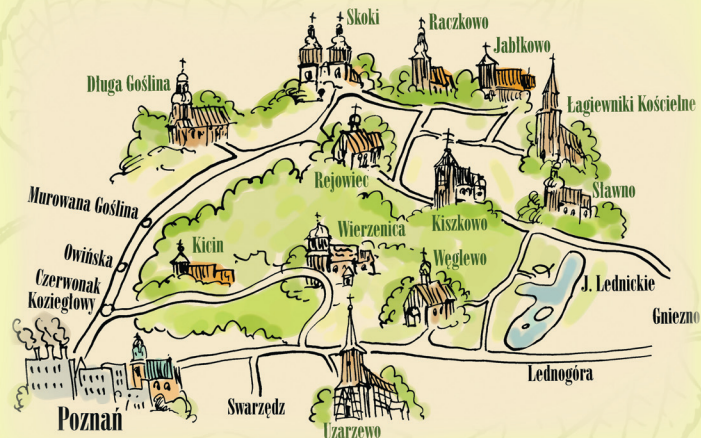 Skoki
Raczkowo
Jabłkowo
Długa Goślina
Łagiewniki Kościelne
Rejowiec
Sławno
Murowana Goślina
Kiszkowo
Wierzenica
Kicin
Owińska
Węglewo
Czerwonak
Koziegłowy
J. Lednickie
Gniezno
Lednogóra
Swarzędz
Poznań
Uzarzewo